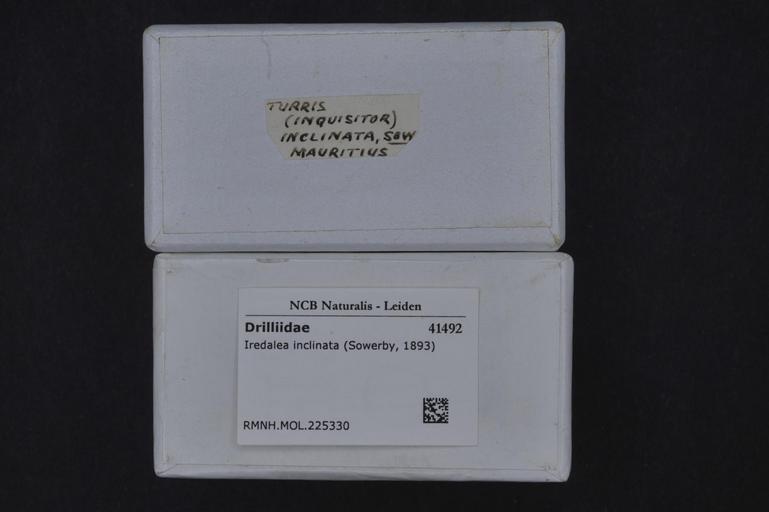 TURRIS
(INQUISITOR)
INCLINATA, SOW
MAURITIUS
NCB Naturalis - Leiden
Drilliidae 41492
Iredalea inclinata (Sowerby, 1893)
RMNH.MOL.225330